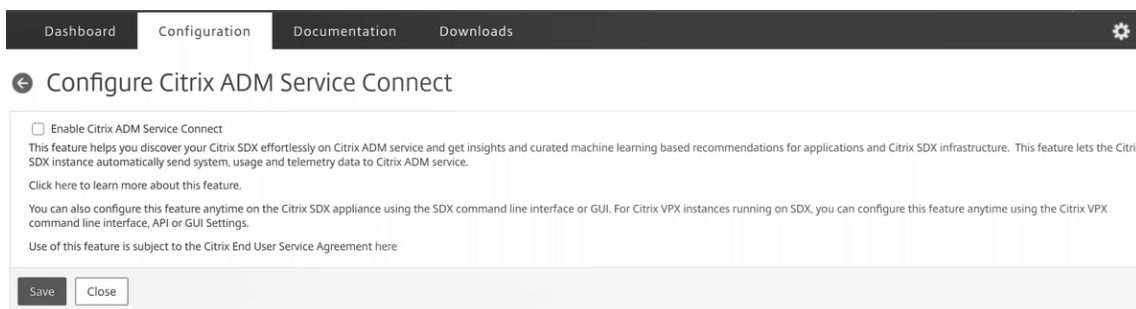 Dashboard Configuration Documentation Downloads
Configure Citrix ADM Service Connect
Enable Citrix ADM Service Connect
This feature helps you discover your Citrix SDX effortlessly on Citrix ADM service and get insights and curated machine learning based recommendations for applications and Citrix SDX infrastructure. This feature lets the Citri
SDX instance automatically send system, usage and telemetry data to Citrix ADM service.
Click here to learn more about this feature.
You can also configure this feature anytime on the Citrix SDX appliance using the SDX command line interface or GUI. For Citrix VPX instances running on SDX, you can configure this feature anytime using the Citrix VPX
command line interface, API or GUI Settings.
Use of this feature is subject to the Citrix End User Service Agreement here
Save Close